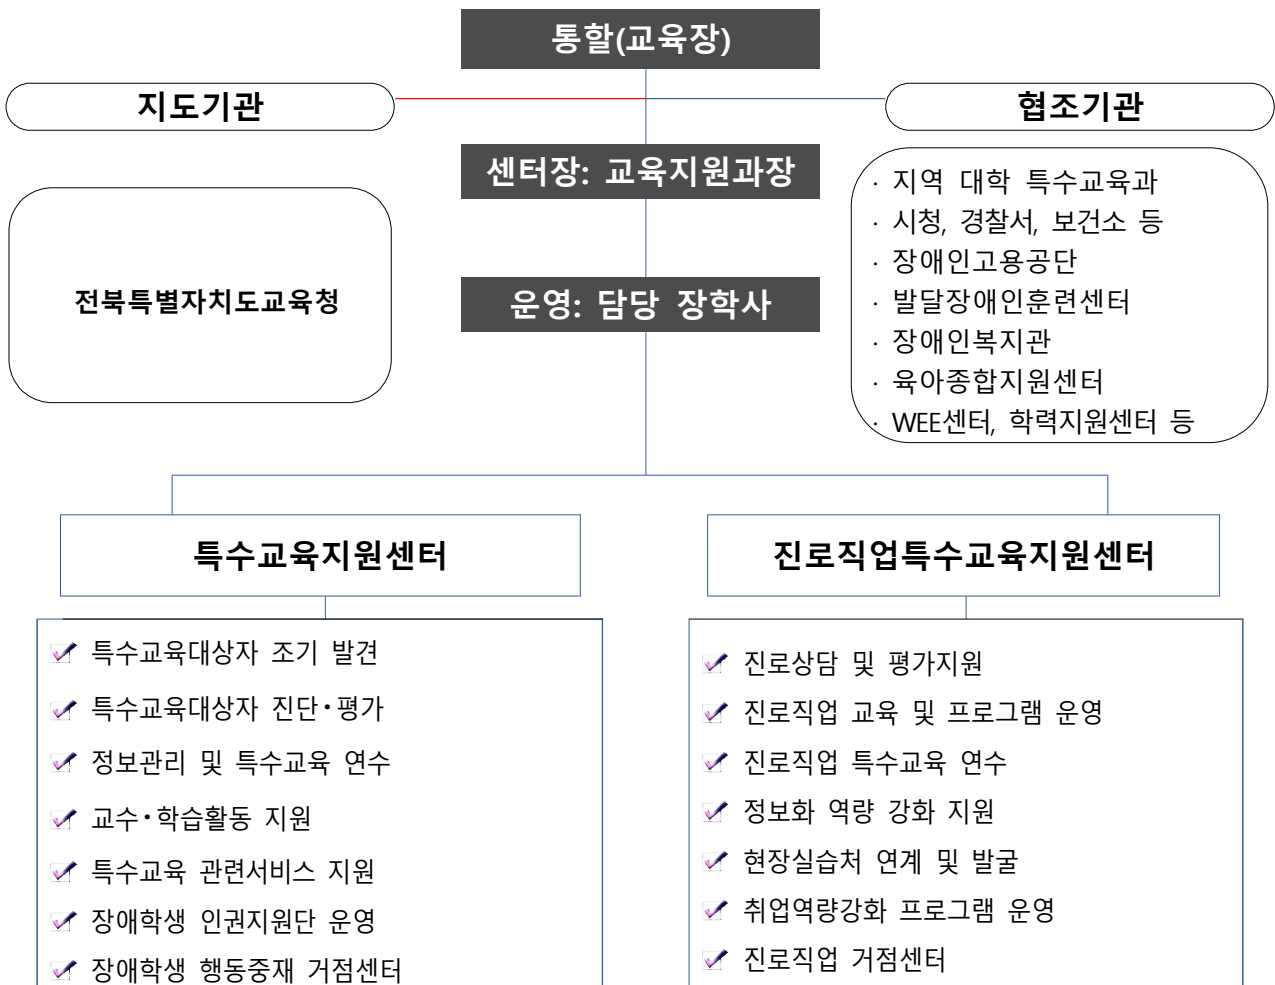 통할(교육장)
지도기관
협조기관
센터장: 교육지원과장
전북특별자치도교육청
· 지역 대학 특수교육과
· 시청, 경찰서, 보건소 등
· 장애인고용공단
· 발달장애인훈련센터
· 장애인복지관
· 육아종합지원센터
· WEE센터, 학력지원센터 등
운영: 담당 장학사
특수교육지원센터
특수교육대상자 조기 발견
특수교육대상자 진단·평가
정보관리 및 특수교육 연수
교수·학습활동 지원
특수교육 관련서비스 지원
장애학생 인권지원단 운영
장애학생 행동중재 거점센터
진로직업특수교육지원센터
진로상담 및 평가지원
진로직업 교육 및 프로그램 운영
진로직업 특수교육 연수
정보화 역량 강화 지원
현장실습처 연계 및 발굴
취업역량강화 프로그램 운영
진로직업 거점센터